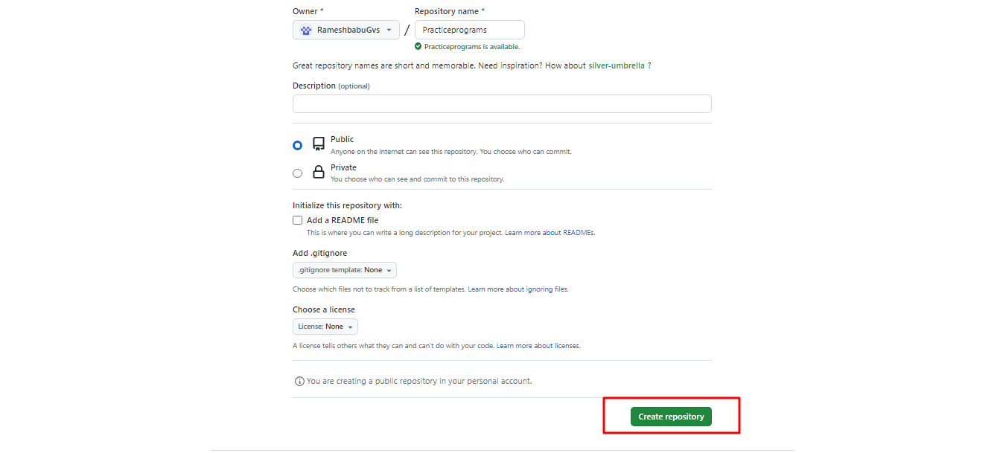 Owner * Repository name *
RameshbabuGvs / Practiceprograms
Practiceprograms is available.
Great repository names are short and memorable. Need inspiration? How about silver-umbrella ?
Description (optional)
Public
Anyone on the internet can see this repository. You choose who can commit.
Private
You choose who can see and commit to this repository.
Initialize this repository with:
Add a README file
This is where you can write a long description for your project. Learn more about READMEs.
Add .gitignore
.gitignore template: None
Choose which files not to track from a list of templates. Learn more about ignoring files.
Choose a license
License: None
A license tells others what they can and can't do with your code. Learn more about licenses.
You are creating a public repository in your personal account.
Create repository